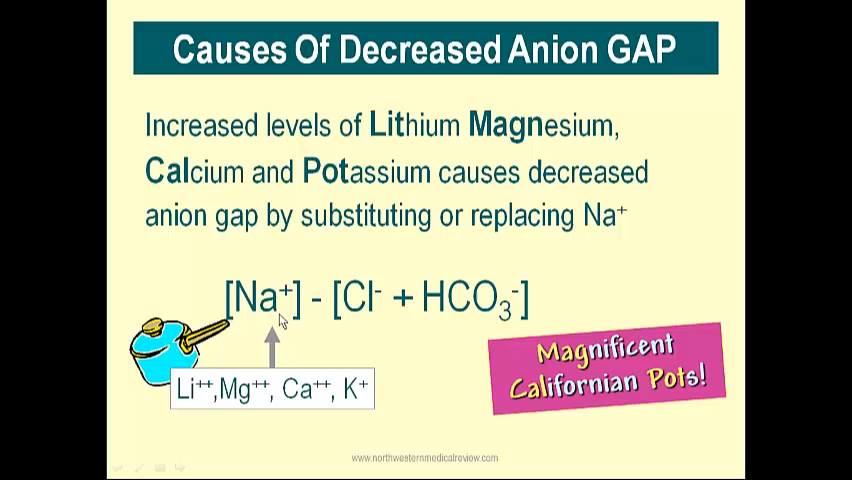 Causes Of Decreased Anion GAP
Increased levels of Lithium Magnesium,
Calcium and Potassium causes decreased
anion gap by substituting or replacing Na⁺
[Na⁺] - [Cl⁻ + HCO₃⁻]
Li⁺⁺,Mg⁺⁺, Ca⁺⁺, K⁺
Magnificent
Californian Pots!
www.northwesternmedicalreview.com